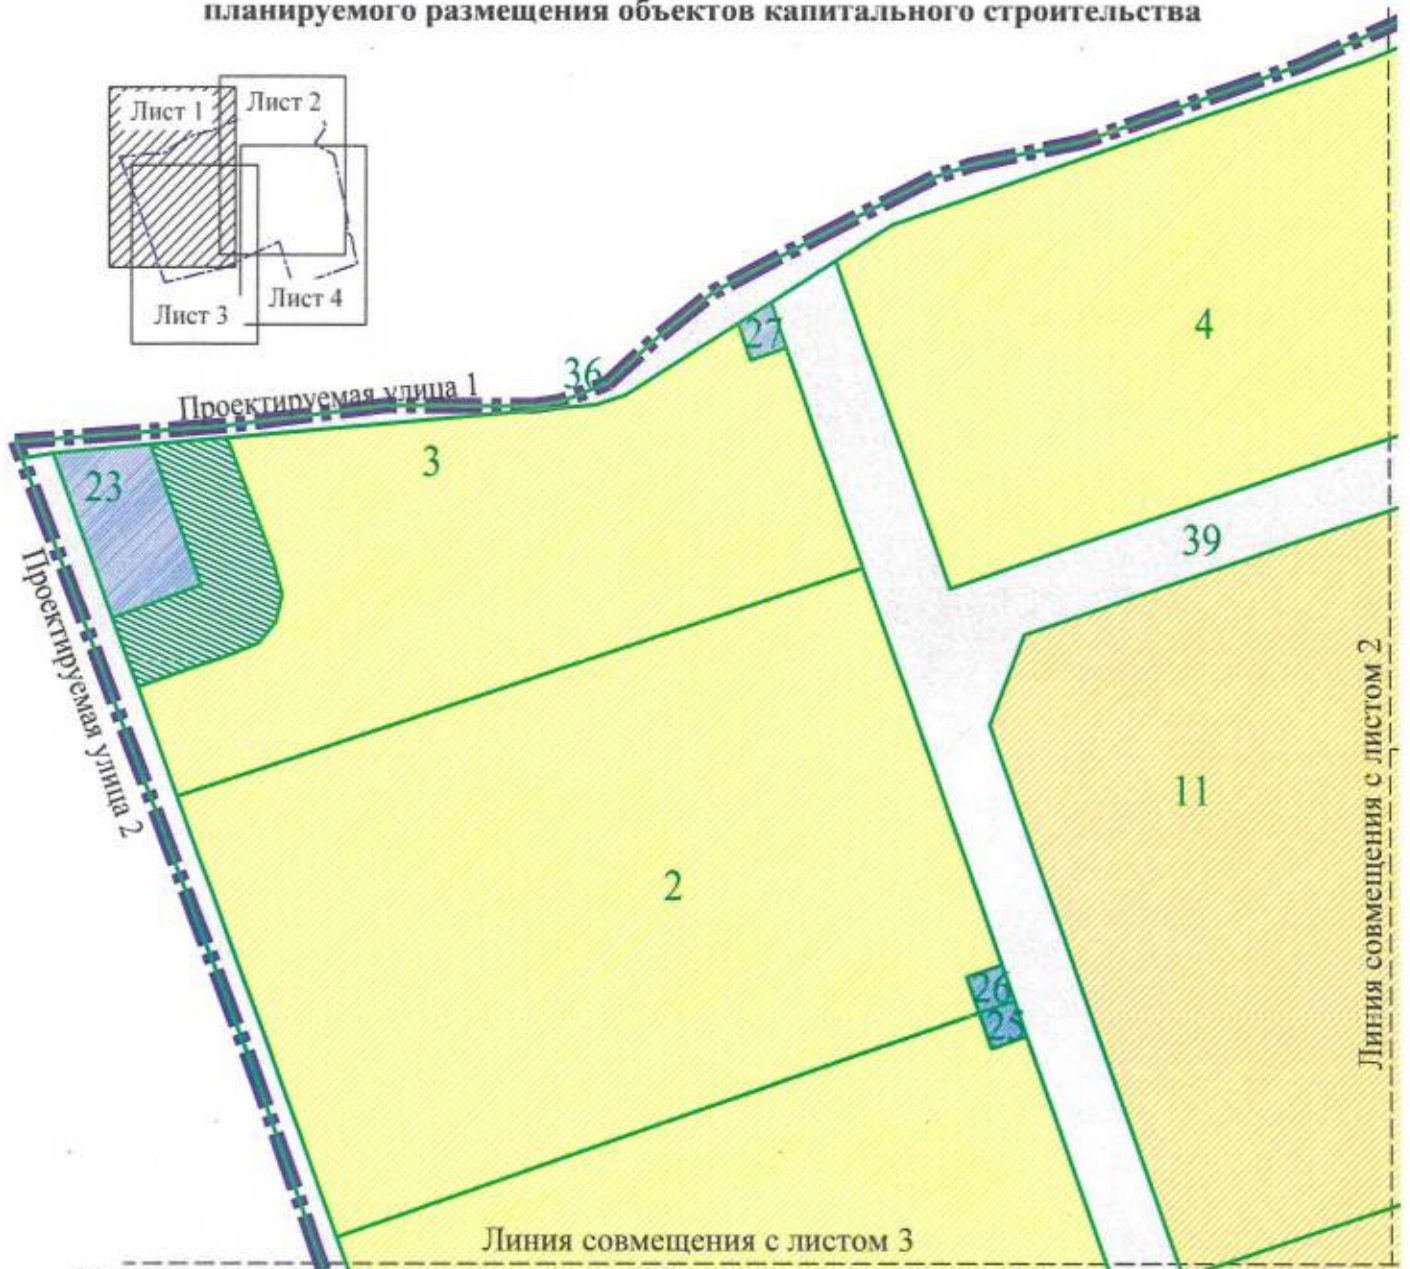 планируемого размещения объектов капитального строительства
Лист 1
Лист 2
Лист 3
Лист 4
Проектируемая улица 1
36
27
4
3
23
39
Проектируемая улица 2
Линия совмещения с листом 2
11
2
26
25
Линия совмещения с листом 3